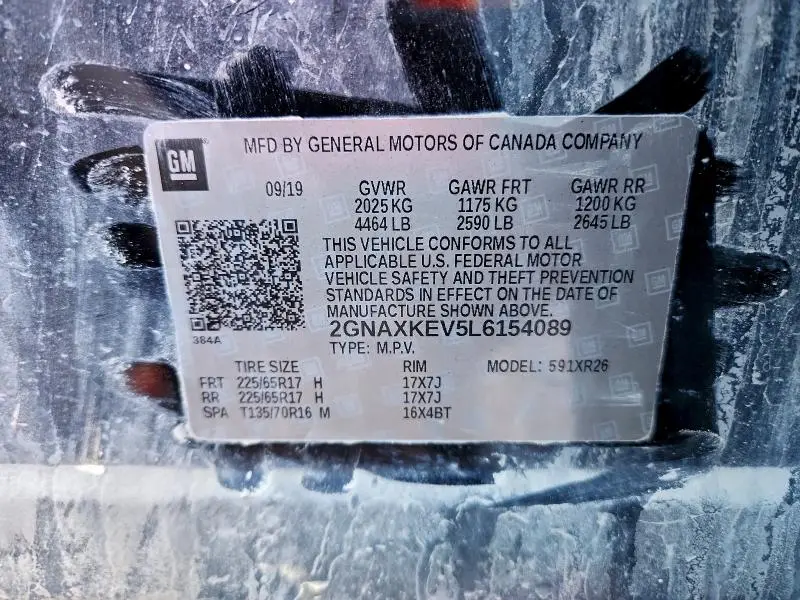 GM
MFD BY GENERAL MOTORS OF CANADA COMPANY
09/19 GVWR GAWR FRT GAWR RR
2025 KG 1175 KG 1200 KG
4464 LB 2590 LB 2645 LB
THIS VEHICLE CONFORMS TO ALL
APPLICABLE U.S. FEDERAL MOTOR
VEHICLE SAFETY AND THEFT PREVENTION
STANDARDS IN EFFECT ON THE DATE OF
MANUFACTURE SHOWN ABOVE.
384A
2GNAXKEV5L6154089
TYPE: M.P.V.
TIRE SIZE RIM MODEL: 591XR26
FRT 225/65R17 H 17X7J
RR 225/65R17 H 17X7J
SPA T135/70R16 M 16X4BT